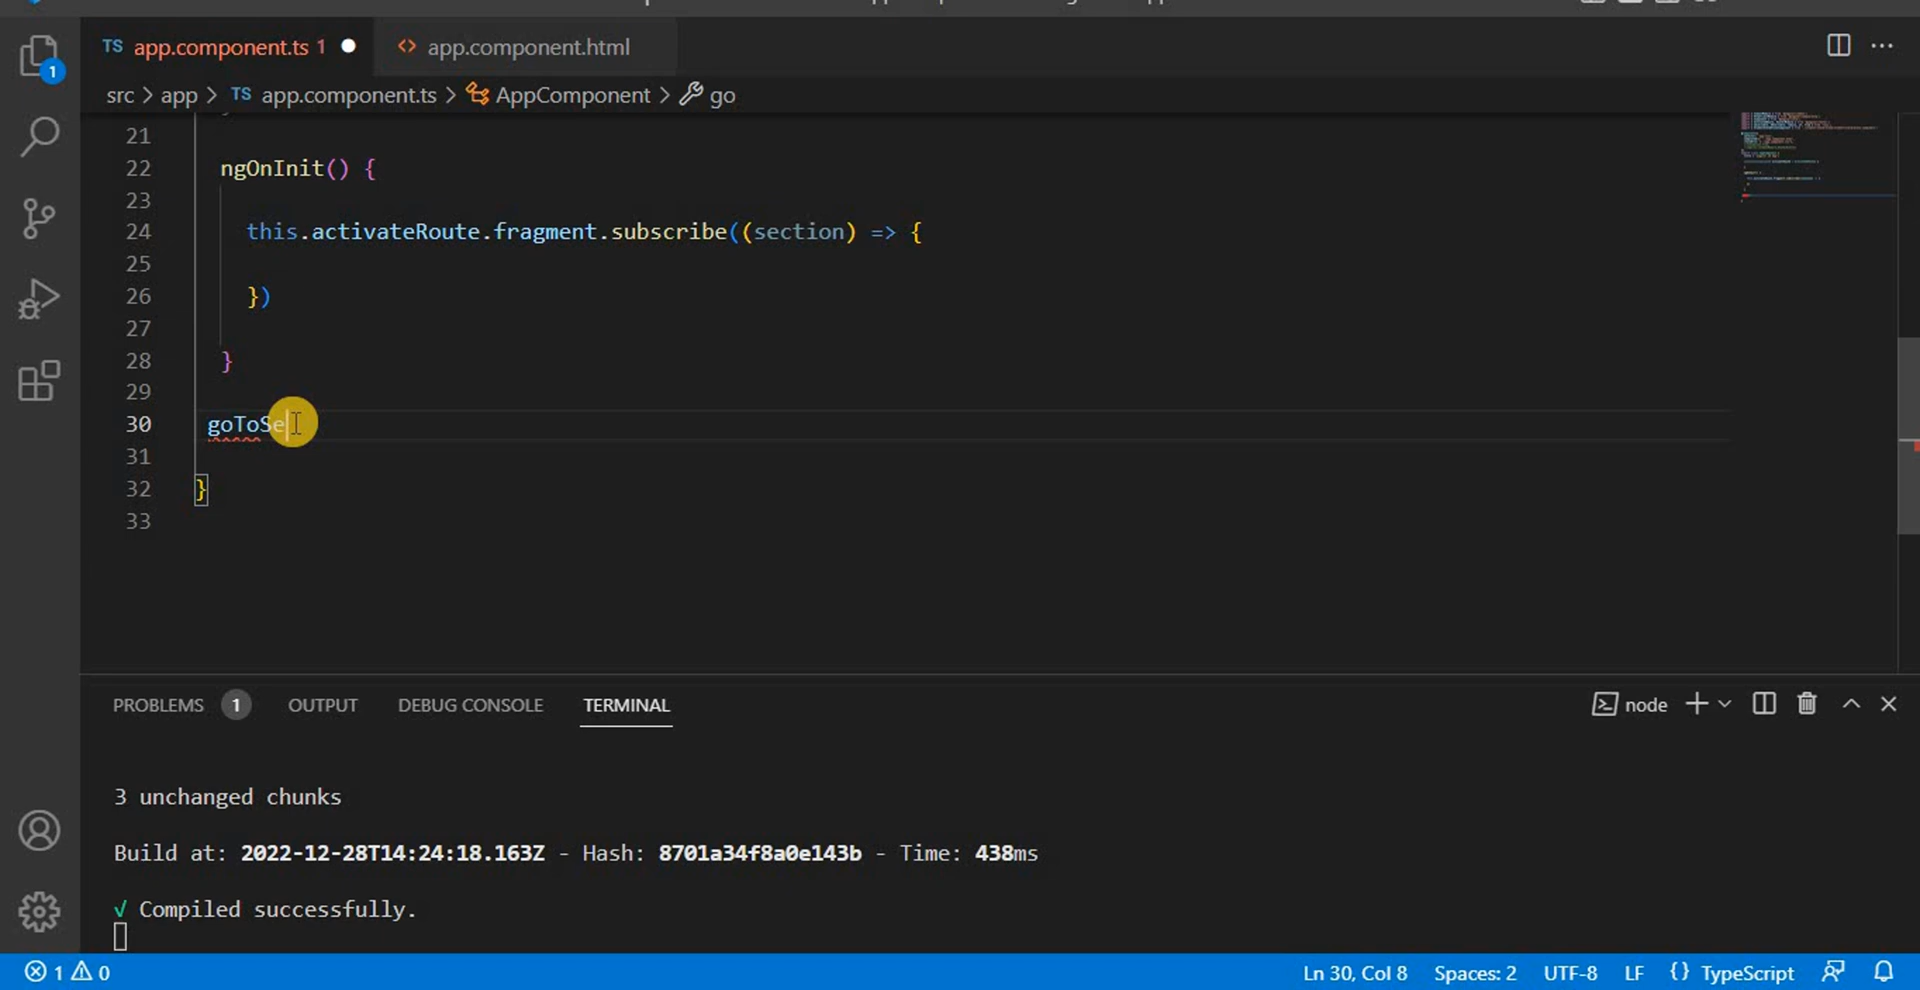 TS app.component.ts 1
<> app.component.html
1
src > app > TS app.component.ts > AppComponent > go
21
22 ngOnInit() {
23
24 this.activateRoute.fragment.subscribe((section) => {
25
26 })
27
28 }
29
30 goToSe
31
32 }
33
PROBLEMS 1 OUTPUT DEBUG CONSOLE TERMINAL
node
3 unchanged chunks
Build at: 2022-12-28T14:24:18.163Z - Hash: 8701a34f8a0e143b - Time: 438ms
√ Compiled successfully.
1 0 Ln 30, Col 8 Spaces: 2 UTF-8 LF {} TypeScript